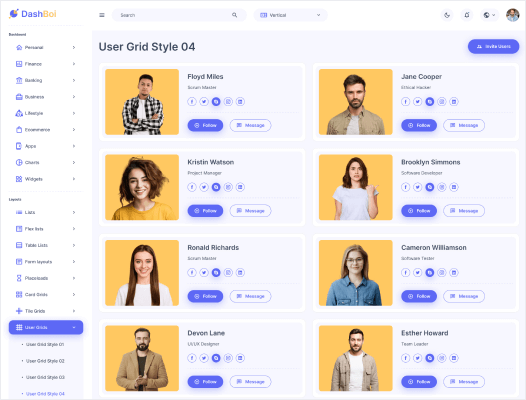 DashBoi
Search
Vertical
Dashboard
Personal
Finance
Banking
Business
Lifestyle
Ecommerce
Apps
Charts
Widgets
Layouts
Lists
Flex lists
Table Lists
Form layouts
Placeloads
Card Grids
Tile Grids
User Grids
User Grid Style 01
User Grid Style 02
User Grid Style 03
User Grid Style 04
User Grid Style 04
Invite Users
Floyd Miles
Scrum Master
Follow
Message
Jane Cooper
Ethical Hacker
Follow
Message
Kristin Watson
Project Manager
Follow
Message
Brooklyn Simmons
Software Developer
Follow
Message
Ronald Richards
Scrum Master
Follow
Message
Cameron Williamson
Software Tester
Follow
Message
Devon Lane
UI/UX Designer
Follow
Message
Esther Howard
Team Leader
Follow
Message